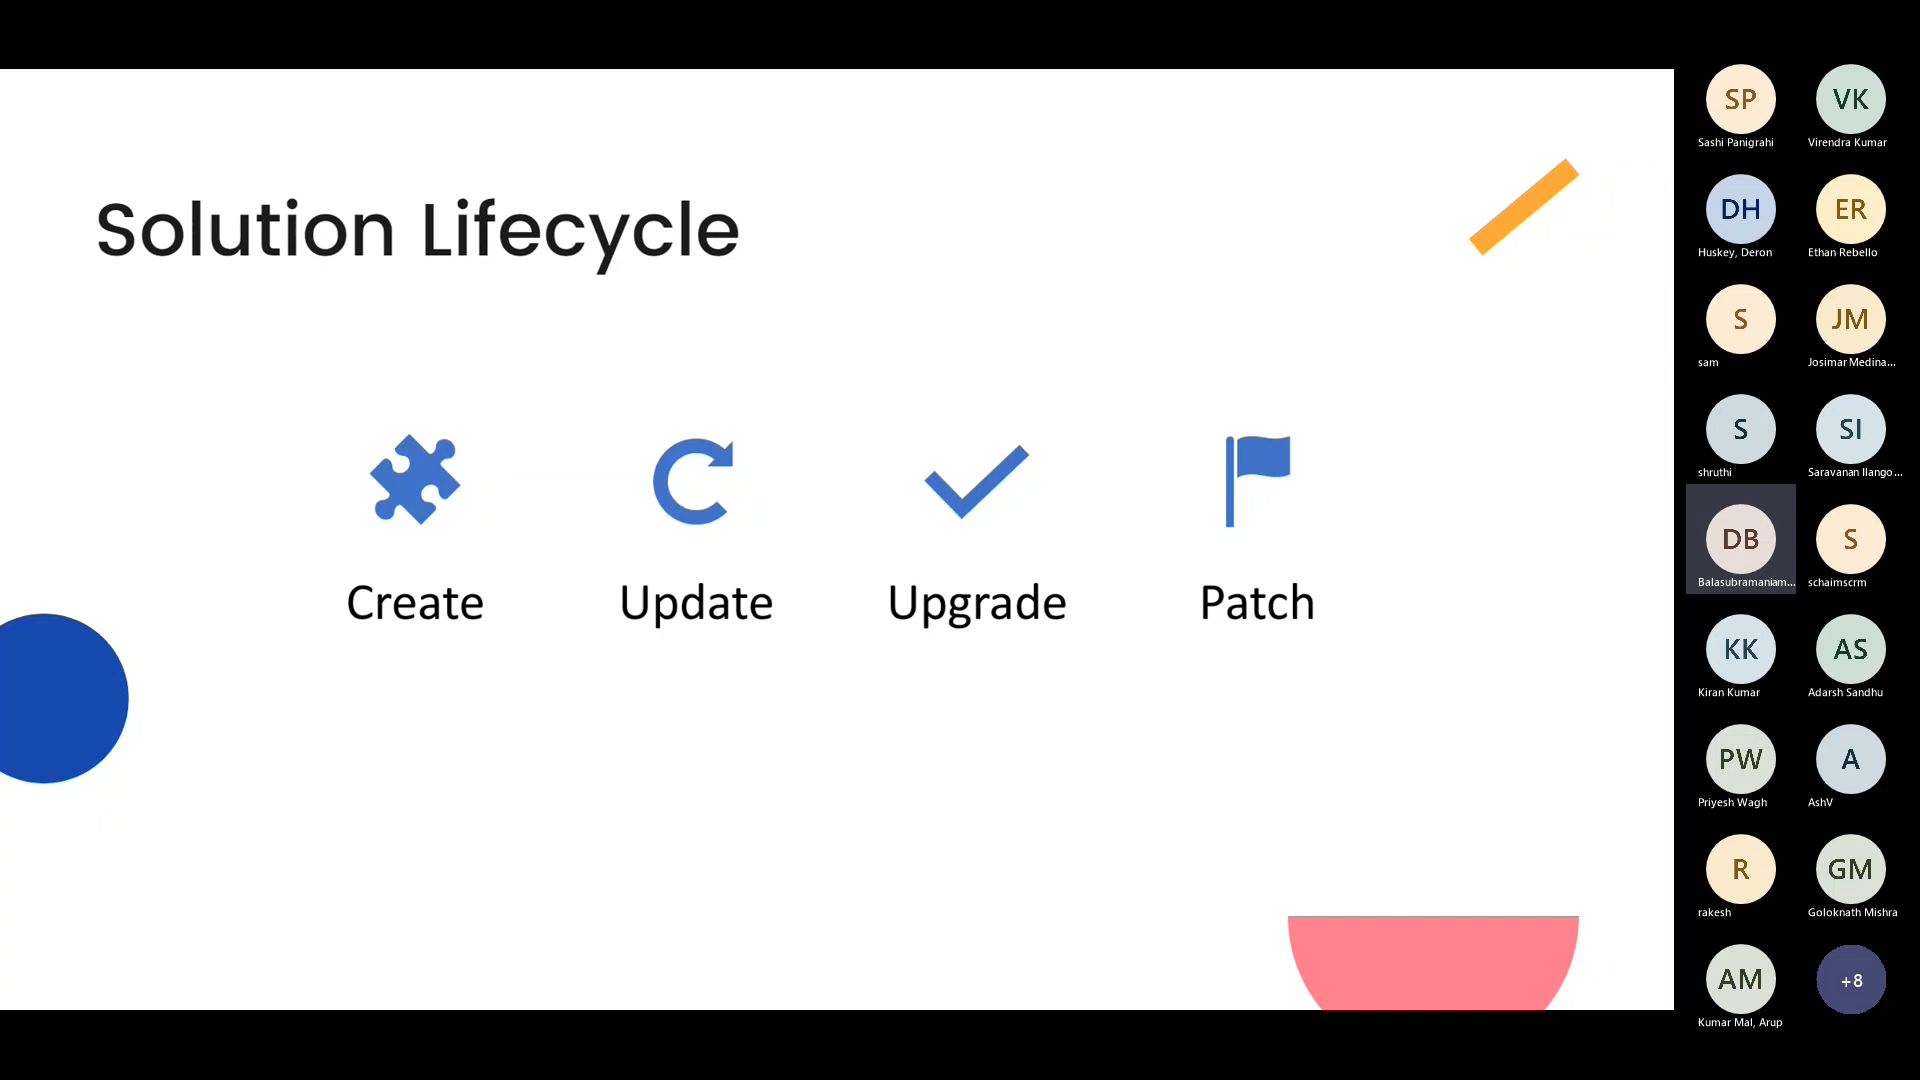 Solution Lifecycle
Create
Update
Upgrade
Patch
SP
Sashi Panigrahi
VK
Virendra Kumar
DH
Huskey, Deron
ER
Ethan Rebello
S
sam
JM
Josimar Medina...
S
shruthi
SI
Saravanan Ilango...
DB
Balasubramaniam...
S
schaimscrm
KK
Kiran Kumar
AS
Adarsh Sandhu
PW
Priyesh Wagh
A
AshV
R
rakesh
GM
Goloknath Mishra
AM
Kumar Mal, Arup
+8